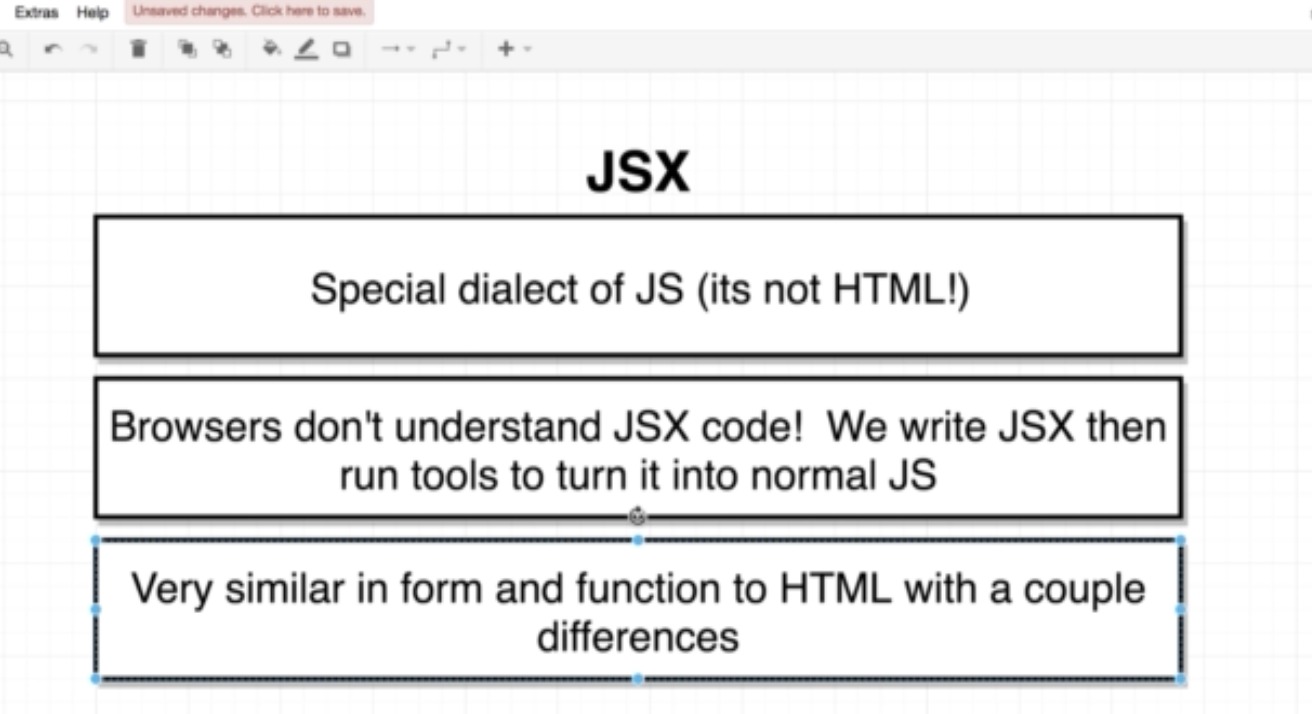 Extras Help Unsaved changes. Click here to save.
JSX
Special dialect of JS (its not HTML!)
Browsers don't understand JSX code!  We write JSX then
run tools to turn it into normal JS
Very similar in form and function to HTML with a couple
differences